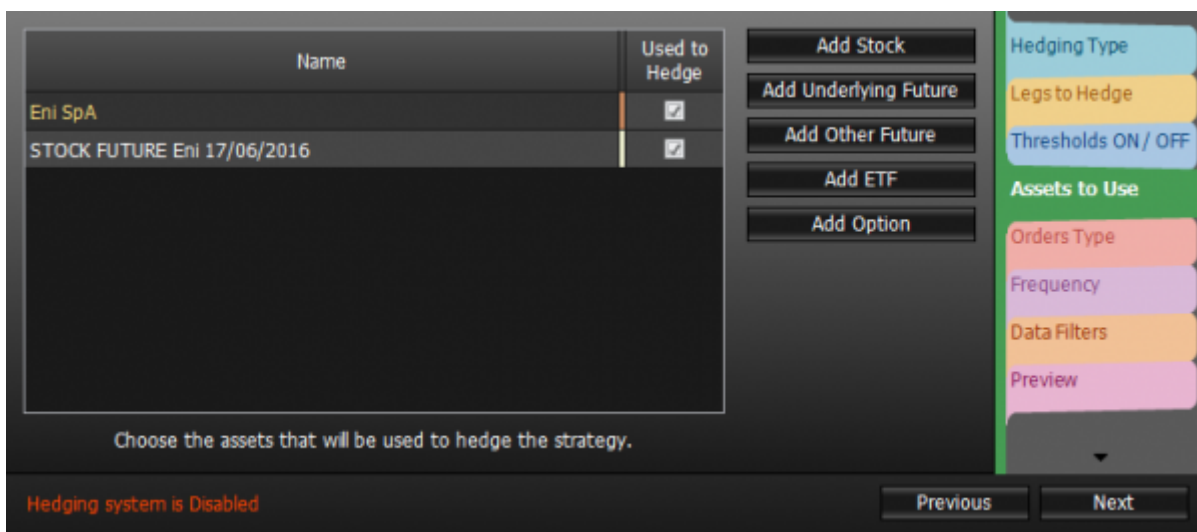 Name
Used to
Hedge
Eni SpA
STOCK FUTURE Eni 17/06/2016
Add Stock
Add Underlying Future
Add Other Future
Add ETF
Add Option
Choose the assets that will be used to hedge the strategy.
Hedging Type
Legs to Hedge
Thresholds ON / OFF
Assets to Use
Orders Type
Frequency
Data Filters
Preview
Hedging system is Disabled
Previous
Next